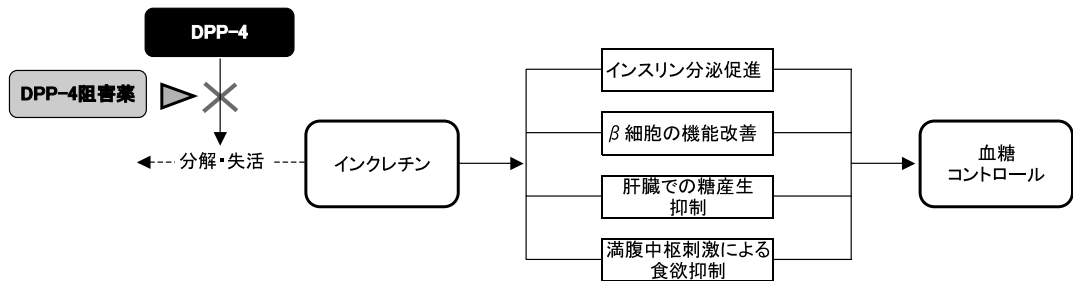 DPP-4
DPP-4阻害薬
分解・失活
インクレチン
インスリン分泌促進
β細胞の機能改善
肝臓での糖産生
抑制
満腹中枢刺激による
食欲抑制
血糖
コントロール